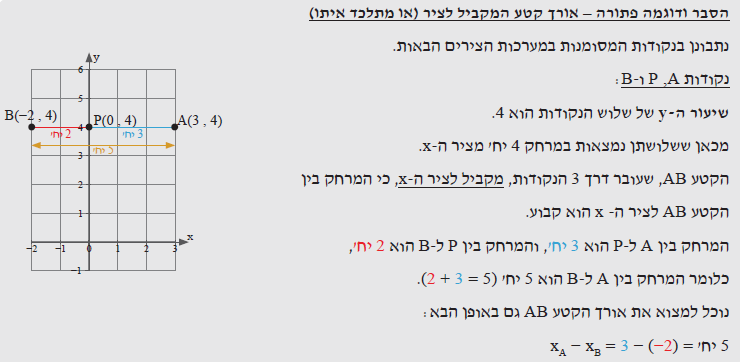 הסבר ודוגמה פתורה – אורך קטע המקביל לציר (או מתלכד איתו)
נתבונן בנקודות המסומנות במערכות הצירים הבאות.
נקודות A, P ו-B:
שיעור ה-y של שלוש הנקודות הוא 4.
מכאן ששלושתן נמצאות במרחק 4 יח' מציר ה-x.
הקטע AB, שעובר דרך 3 הנקודות, מקביל לציר ה-x, כי המרחק בין
הקטע AB לציר ה- x הוא קבוע.
המרחק בין A ל-P הוא 3 יח', והמרחק בין P ל-B הוא 2 יח',
כלומר המרחק בין A ל-B הוא 5 יח' (2 + 3 = 5).
נוכל למצוא את אורך הקטע AB גם באופן הבא:
x_A − x_B = 3 − (−2) = 5 יח'
y
6
5
B(−2 , 4) 4 P(0 , 4) A(3 , 4)
2 יח' 3 יח'
5 יח'
3
2
1
x
−2 −1 0 1 2 3
−1